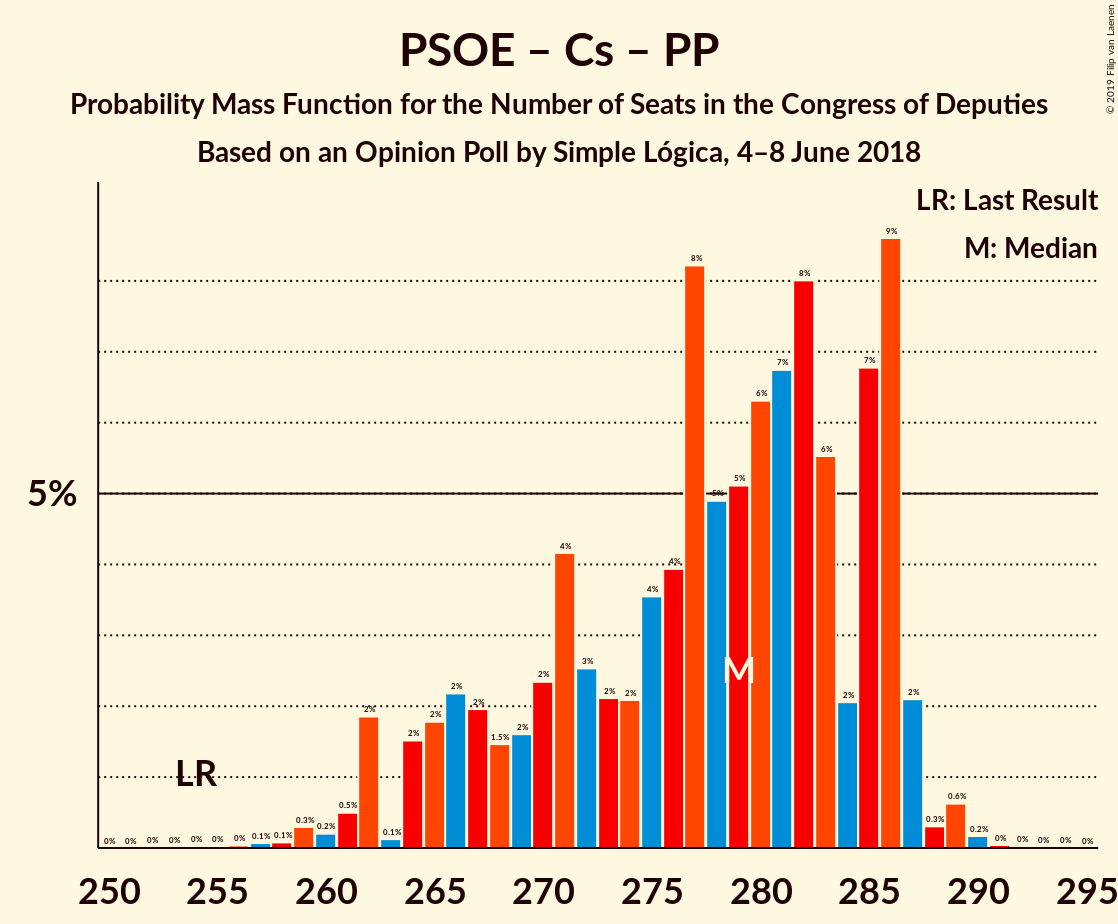 PSOE – Cs – PP
Probability Mass Function for the Number of Seats in the Congress of Deputies
Based on an Opinion Poll by Simple Lógica, 4–8 June 2018
© 2019 Filip van Laenen
LR: Last Result
M: Median
5%
LR
M
0% 0% 0% 0% 0% 0% 0% 0.1% 0.1% 0.3% 0.2% 0.5% 2% 0.1% 2% 2% 2% 2% 1.5% 2% 2% 4% 3% 2% 2% 4% 4% 8% 5% 5% 6% 7% 8% 6% 2% 7% 9% 2% 0.3% 0.6% 0.2% 0% 0% 0% 0% 0%
250 255 260 265 270 275 280 285 290 295